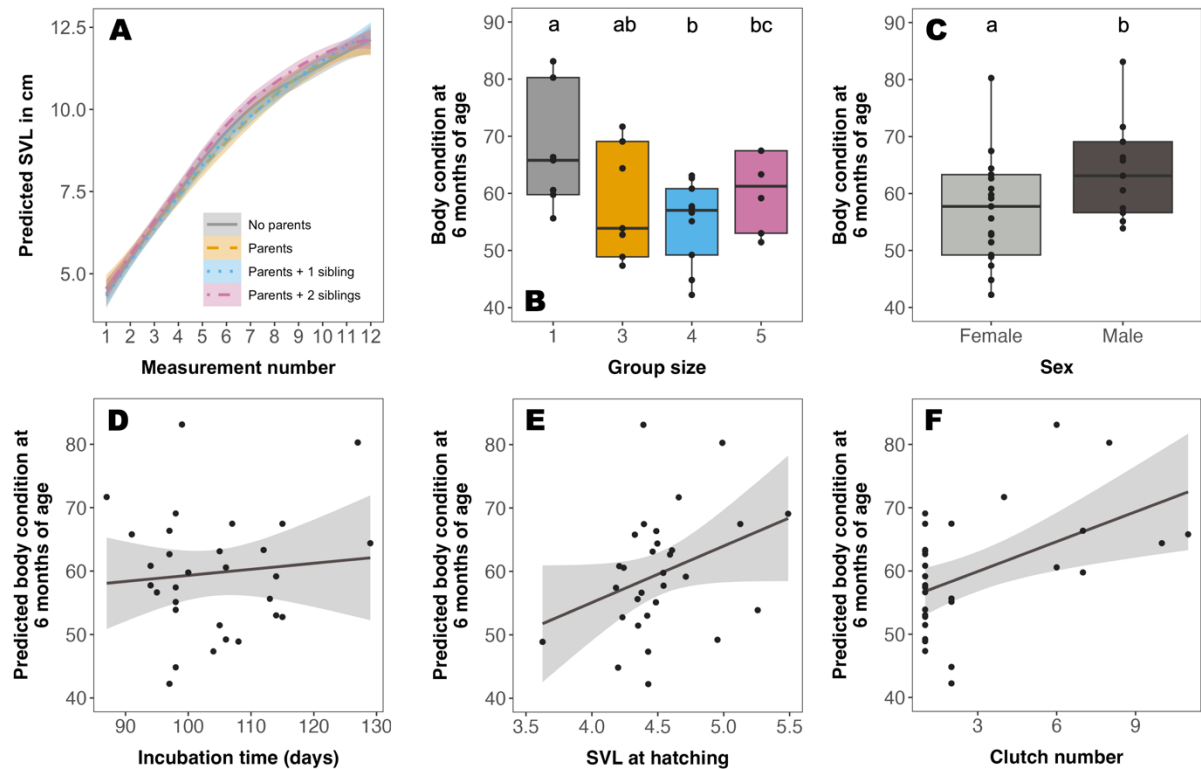 A
Predicted SVL in cm
12.5
10.0
7.5
5.0
No parents
Parents
Parents + 1 sibling
Parents + 2 siblings
1 2 3 4 5 6 7 8 9 10 11 12
Measurement number
B
Body condition at
6 months of age
80
70
60
50
40
a ab b bc
1 3 4 5
Group size
C
Body condition at
6 months of age
80
70
60
50
40
a b
Female Male
Sex
D
Predicted body condition at
6 months of age
80
70
60
50
40
90 100 110 120 130
Incubation time (days)
E
Predicted body condition at
6 months of age
80
70
60
50
40
3.5 4.0 4.5 5.0 5.5
SVL at hatching
F
Predicted body condition at
6 months of age
80
70
60
50
40
3 6 9
Clutch number